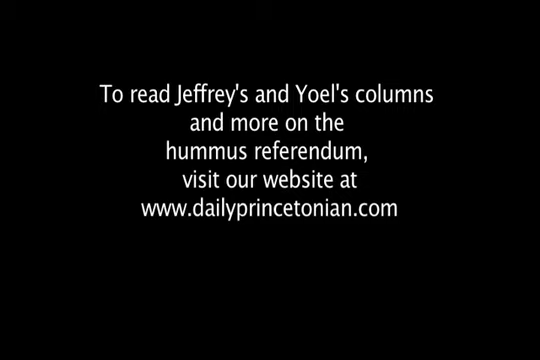 To read Jeffrey's and Yoel's columns
and more on the
hummus referendum,
visit our website at
www.dailyprincetonian.com